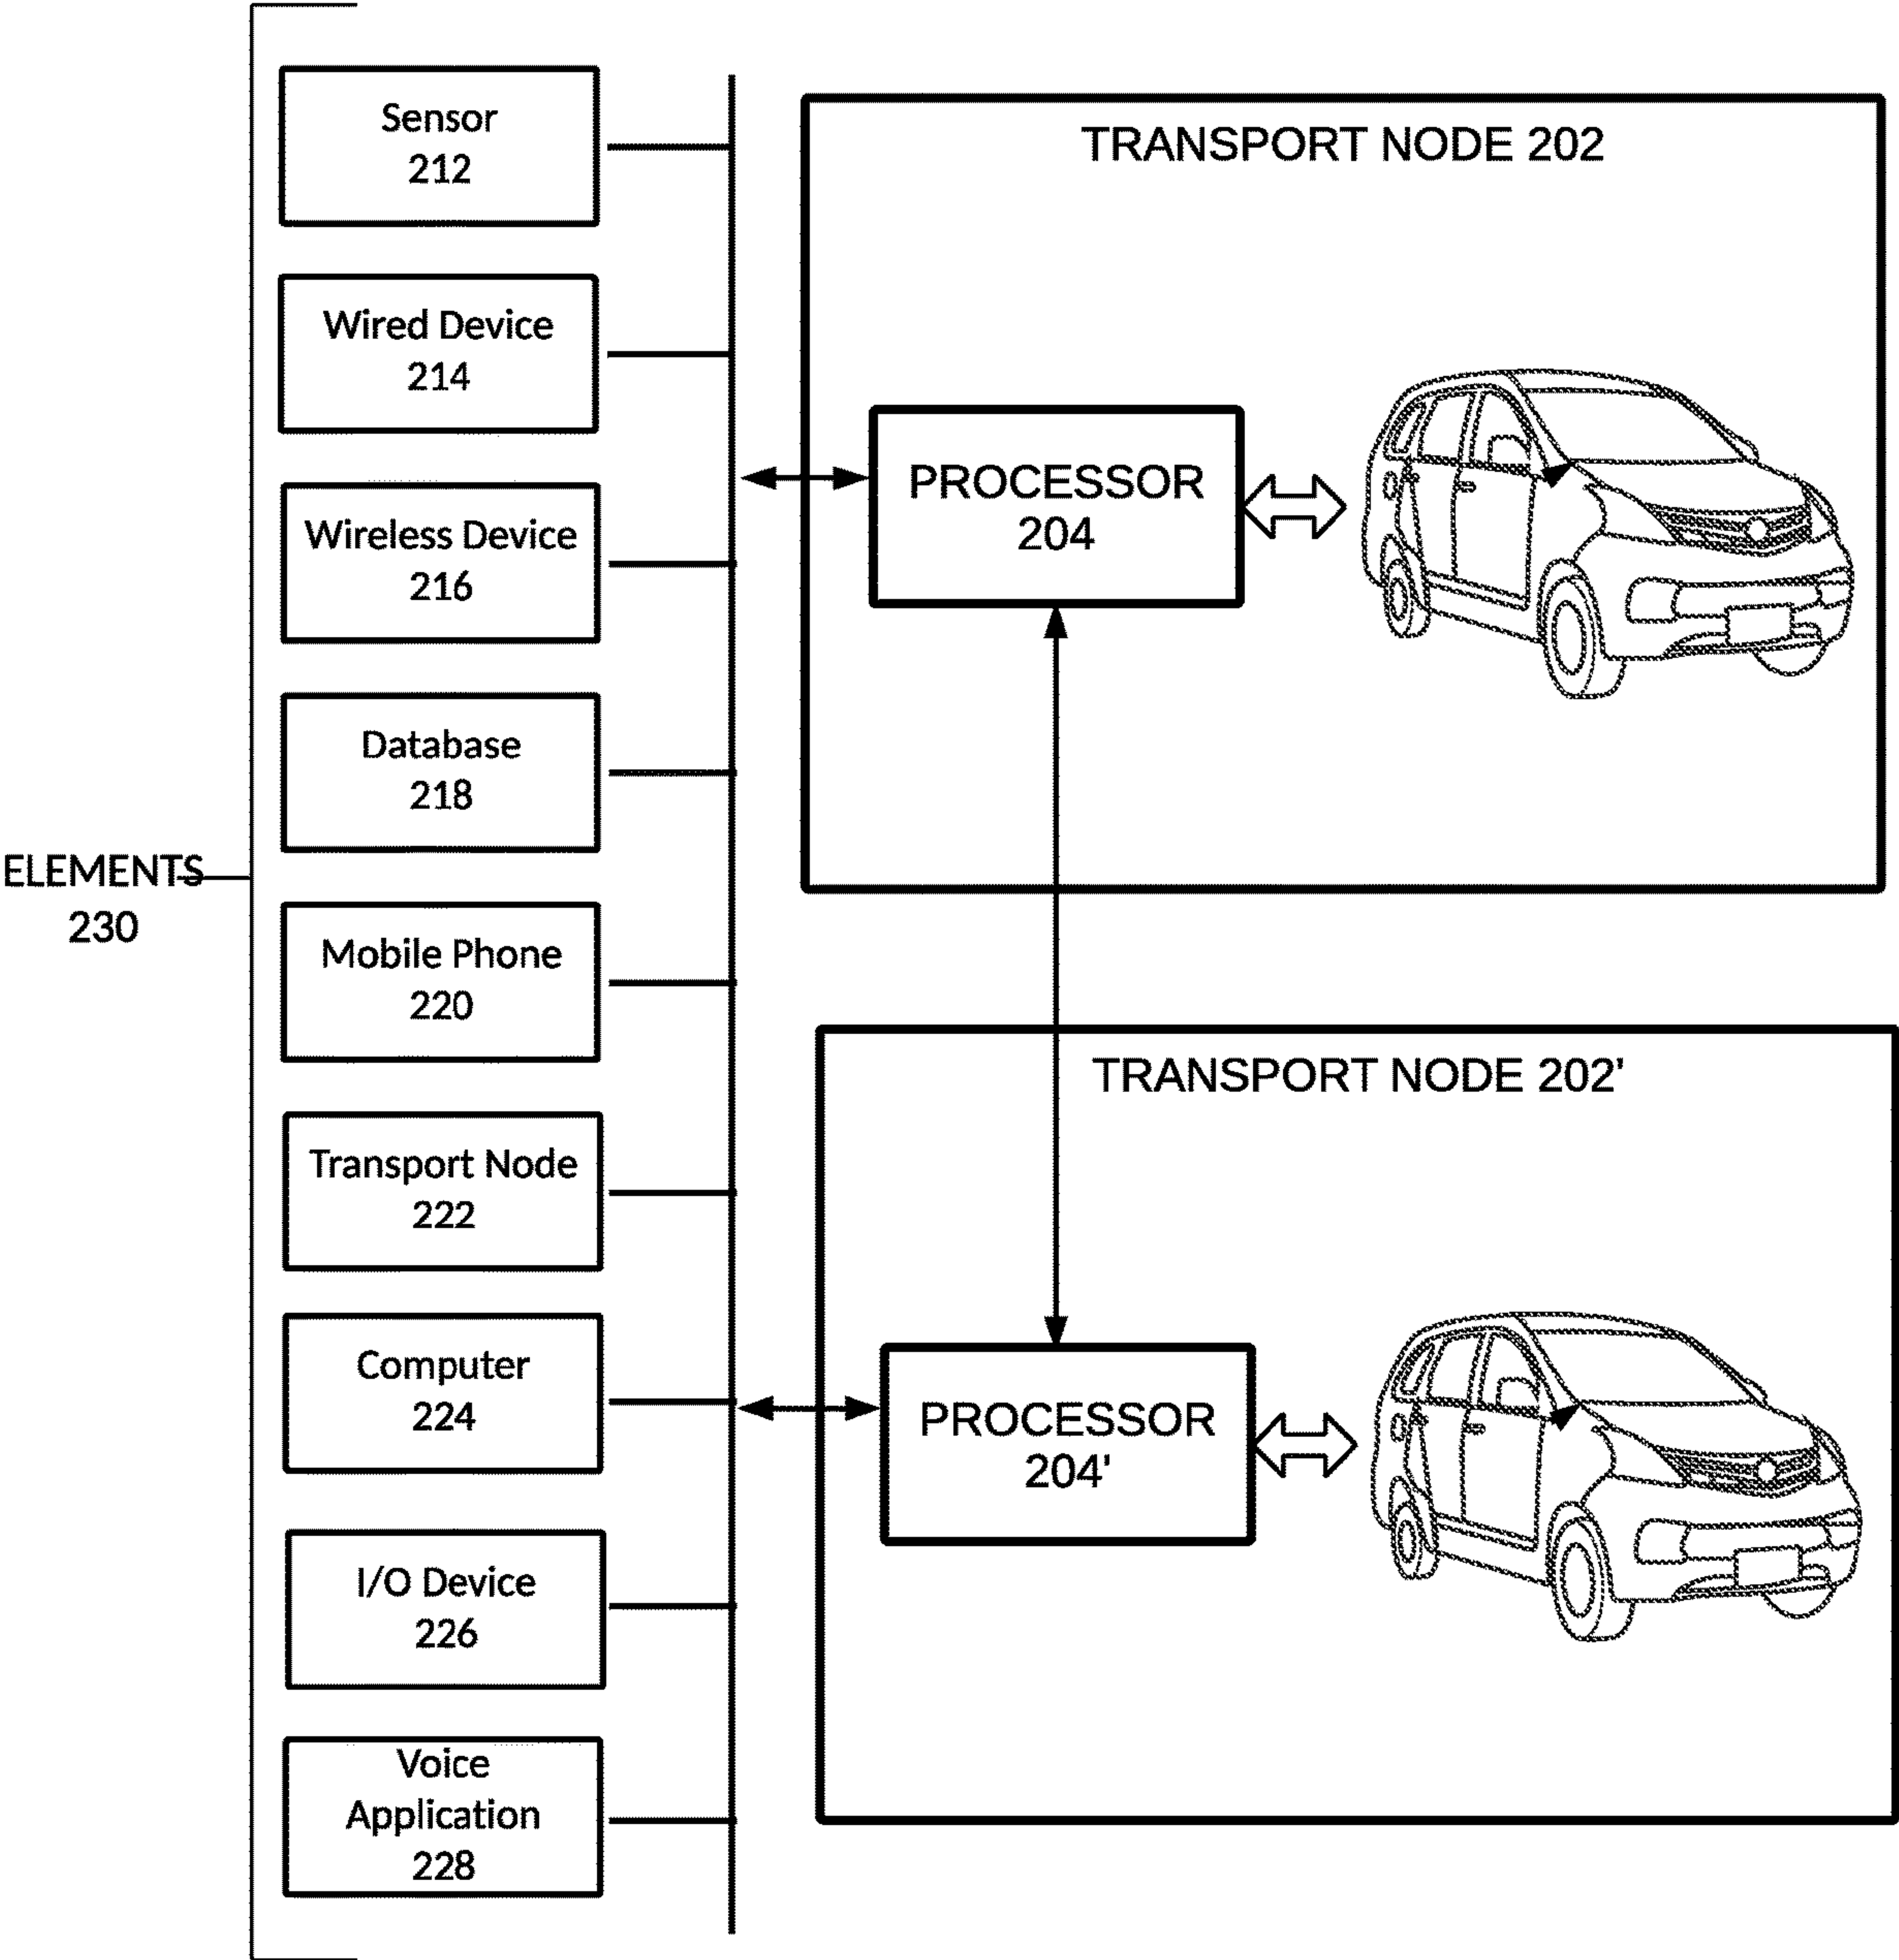 ELEMENTS
230
Sensor
212
Wired Device
214
Wireless Device
216
Database
218
Mobile Phone
220
Transport Node
222
Computer
224
I/O Device
226
Voice
Application
228
TRANSPORT NODE 202
PROCESSOR
204
TRANSPORT NODE 202’
PROCESSOR
204'